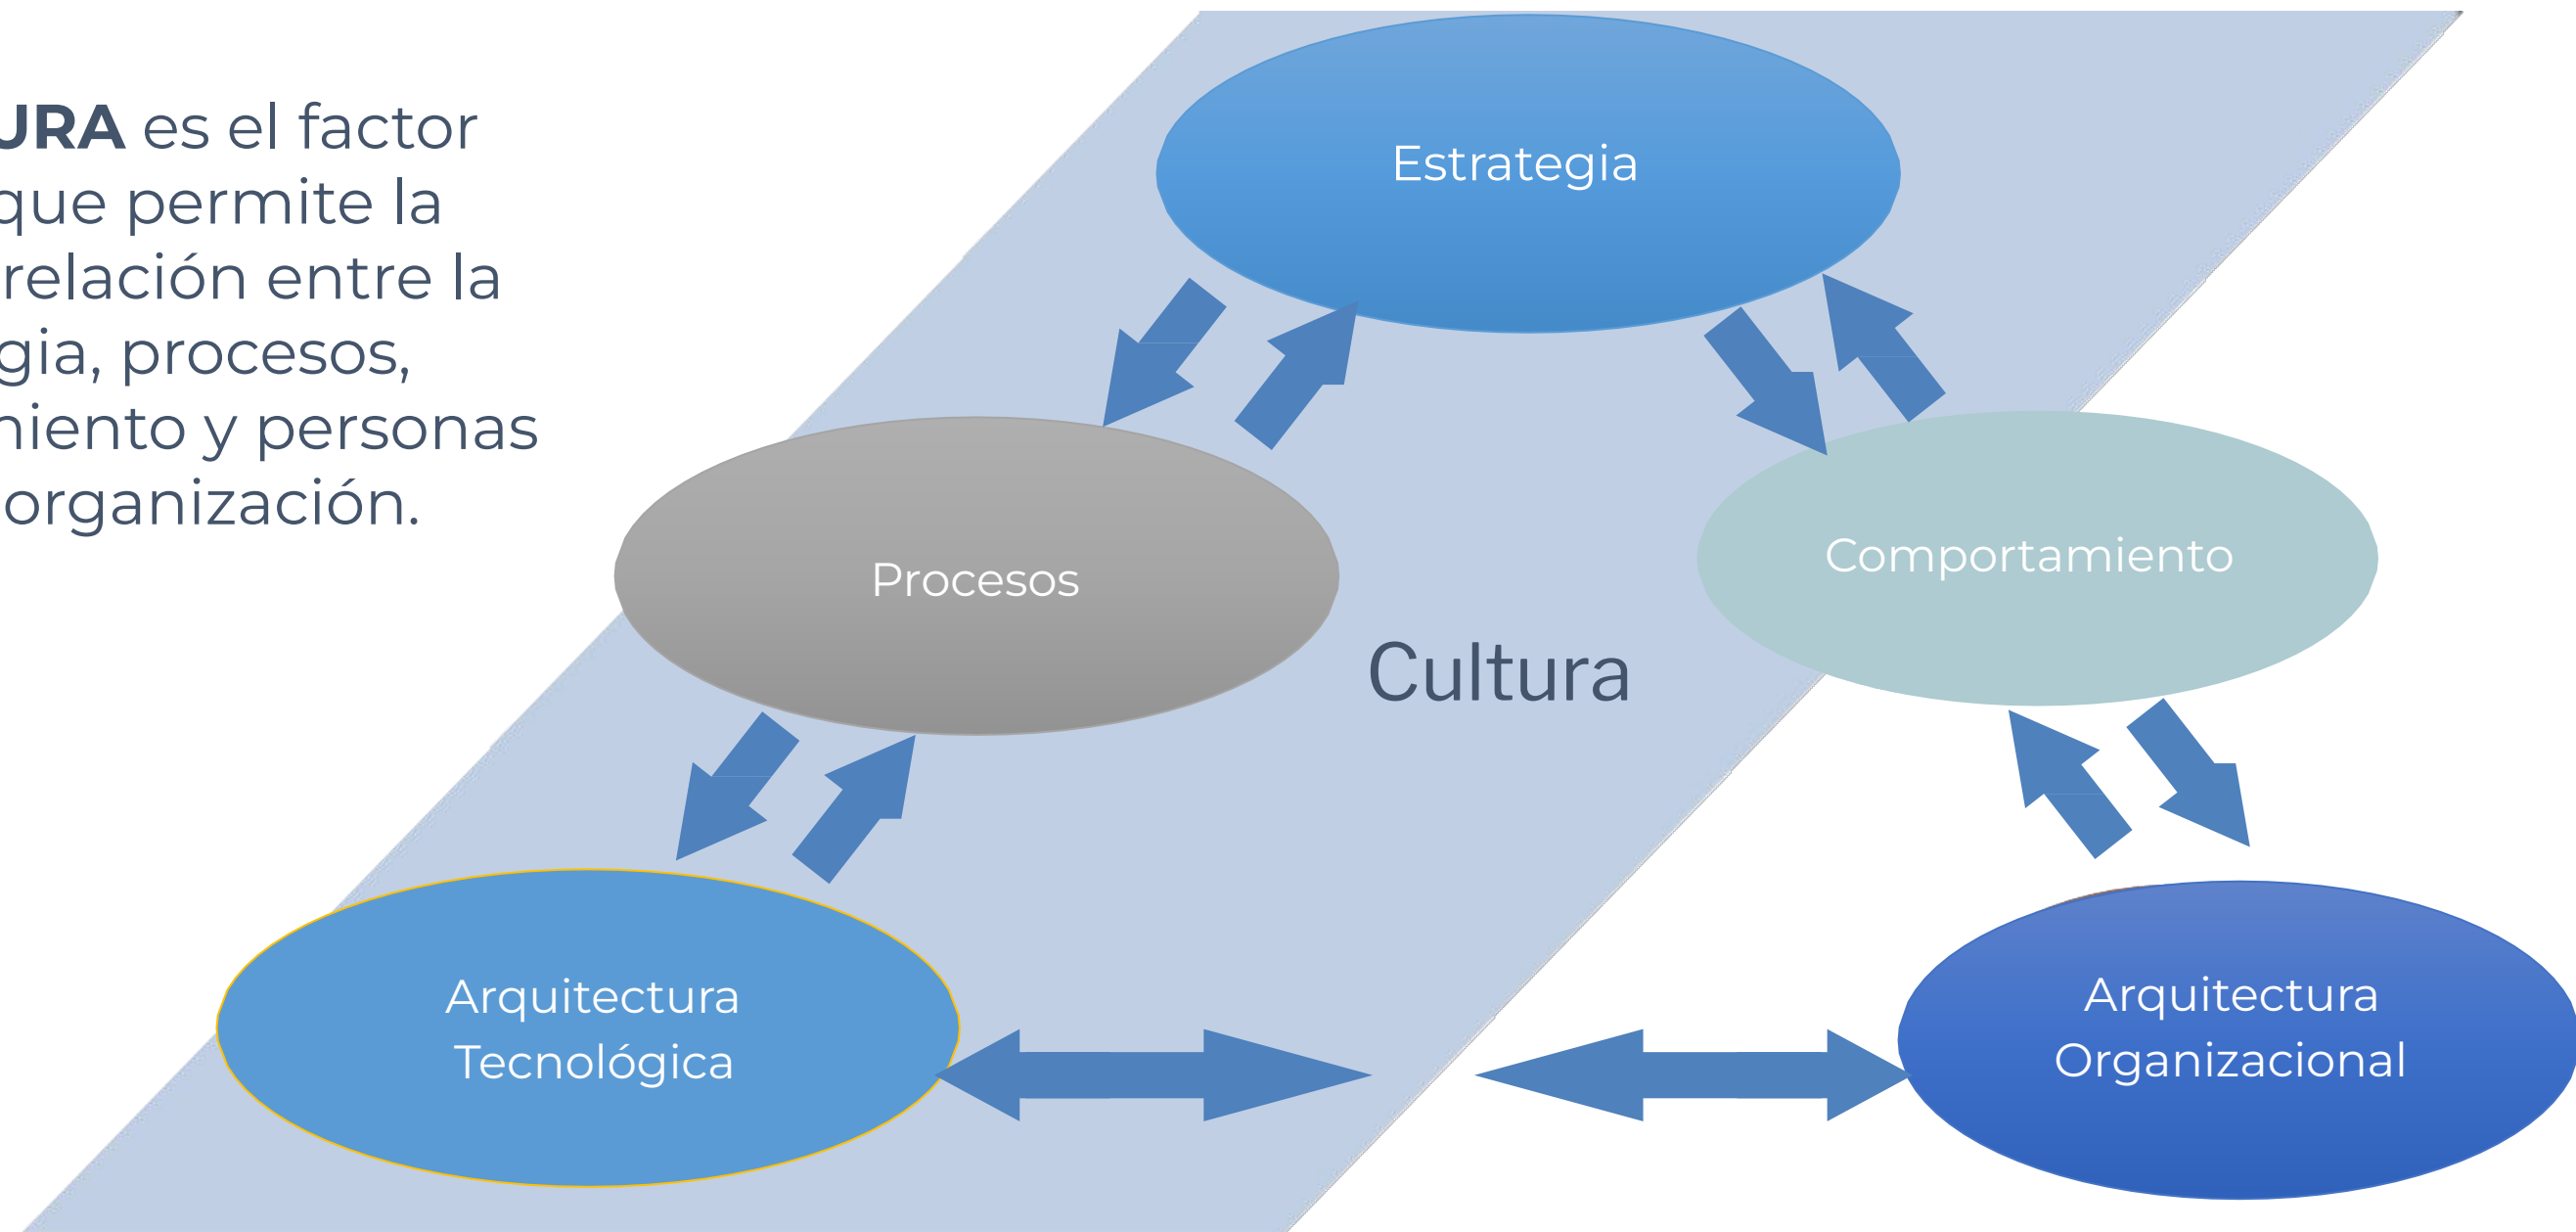 URA es el factor
que permite la
relación entre la
gia, procesos,
miento y personas
organización.
Estrategia
Procesos
Comportamiento
Cultura
Arquitectura
Tecnológica
Arquitectura
Organizacional